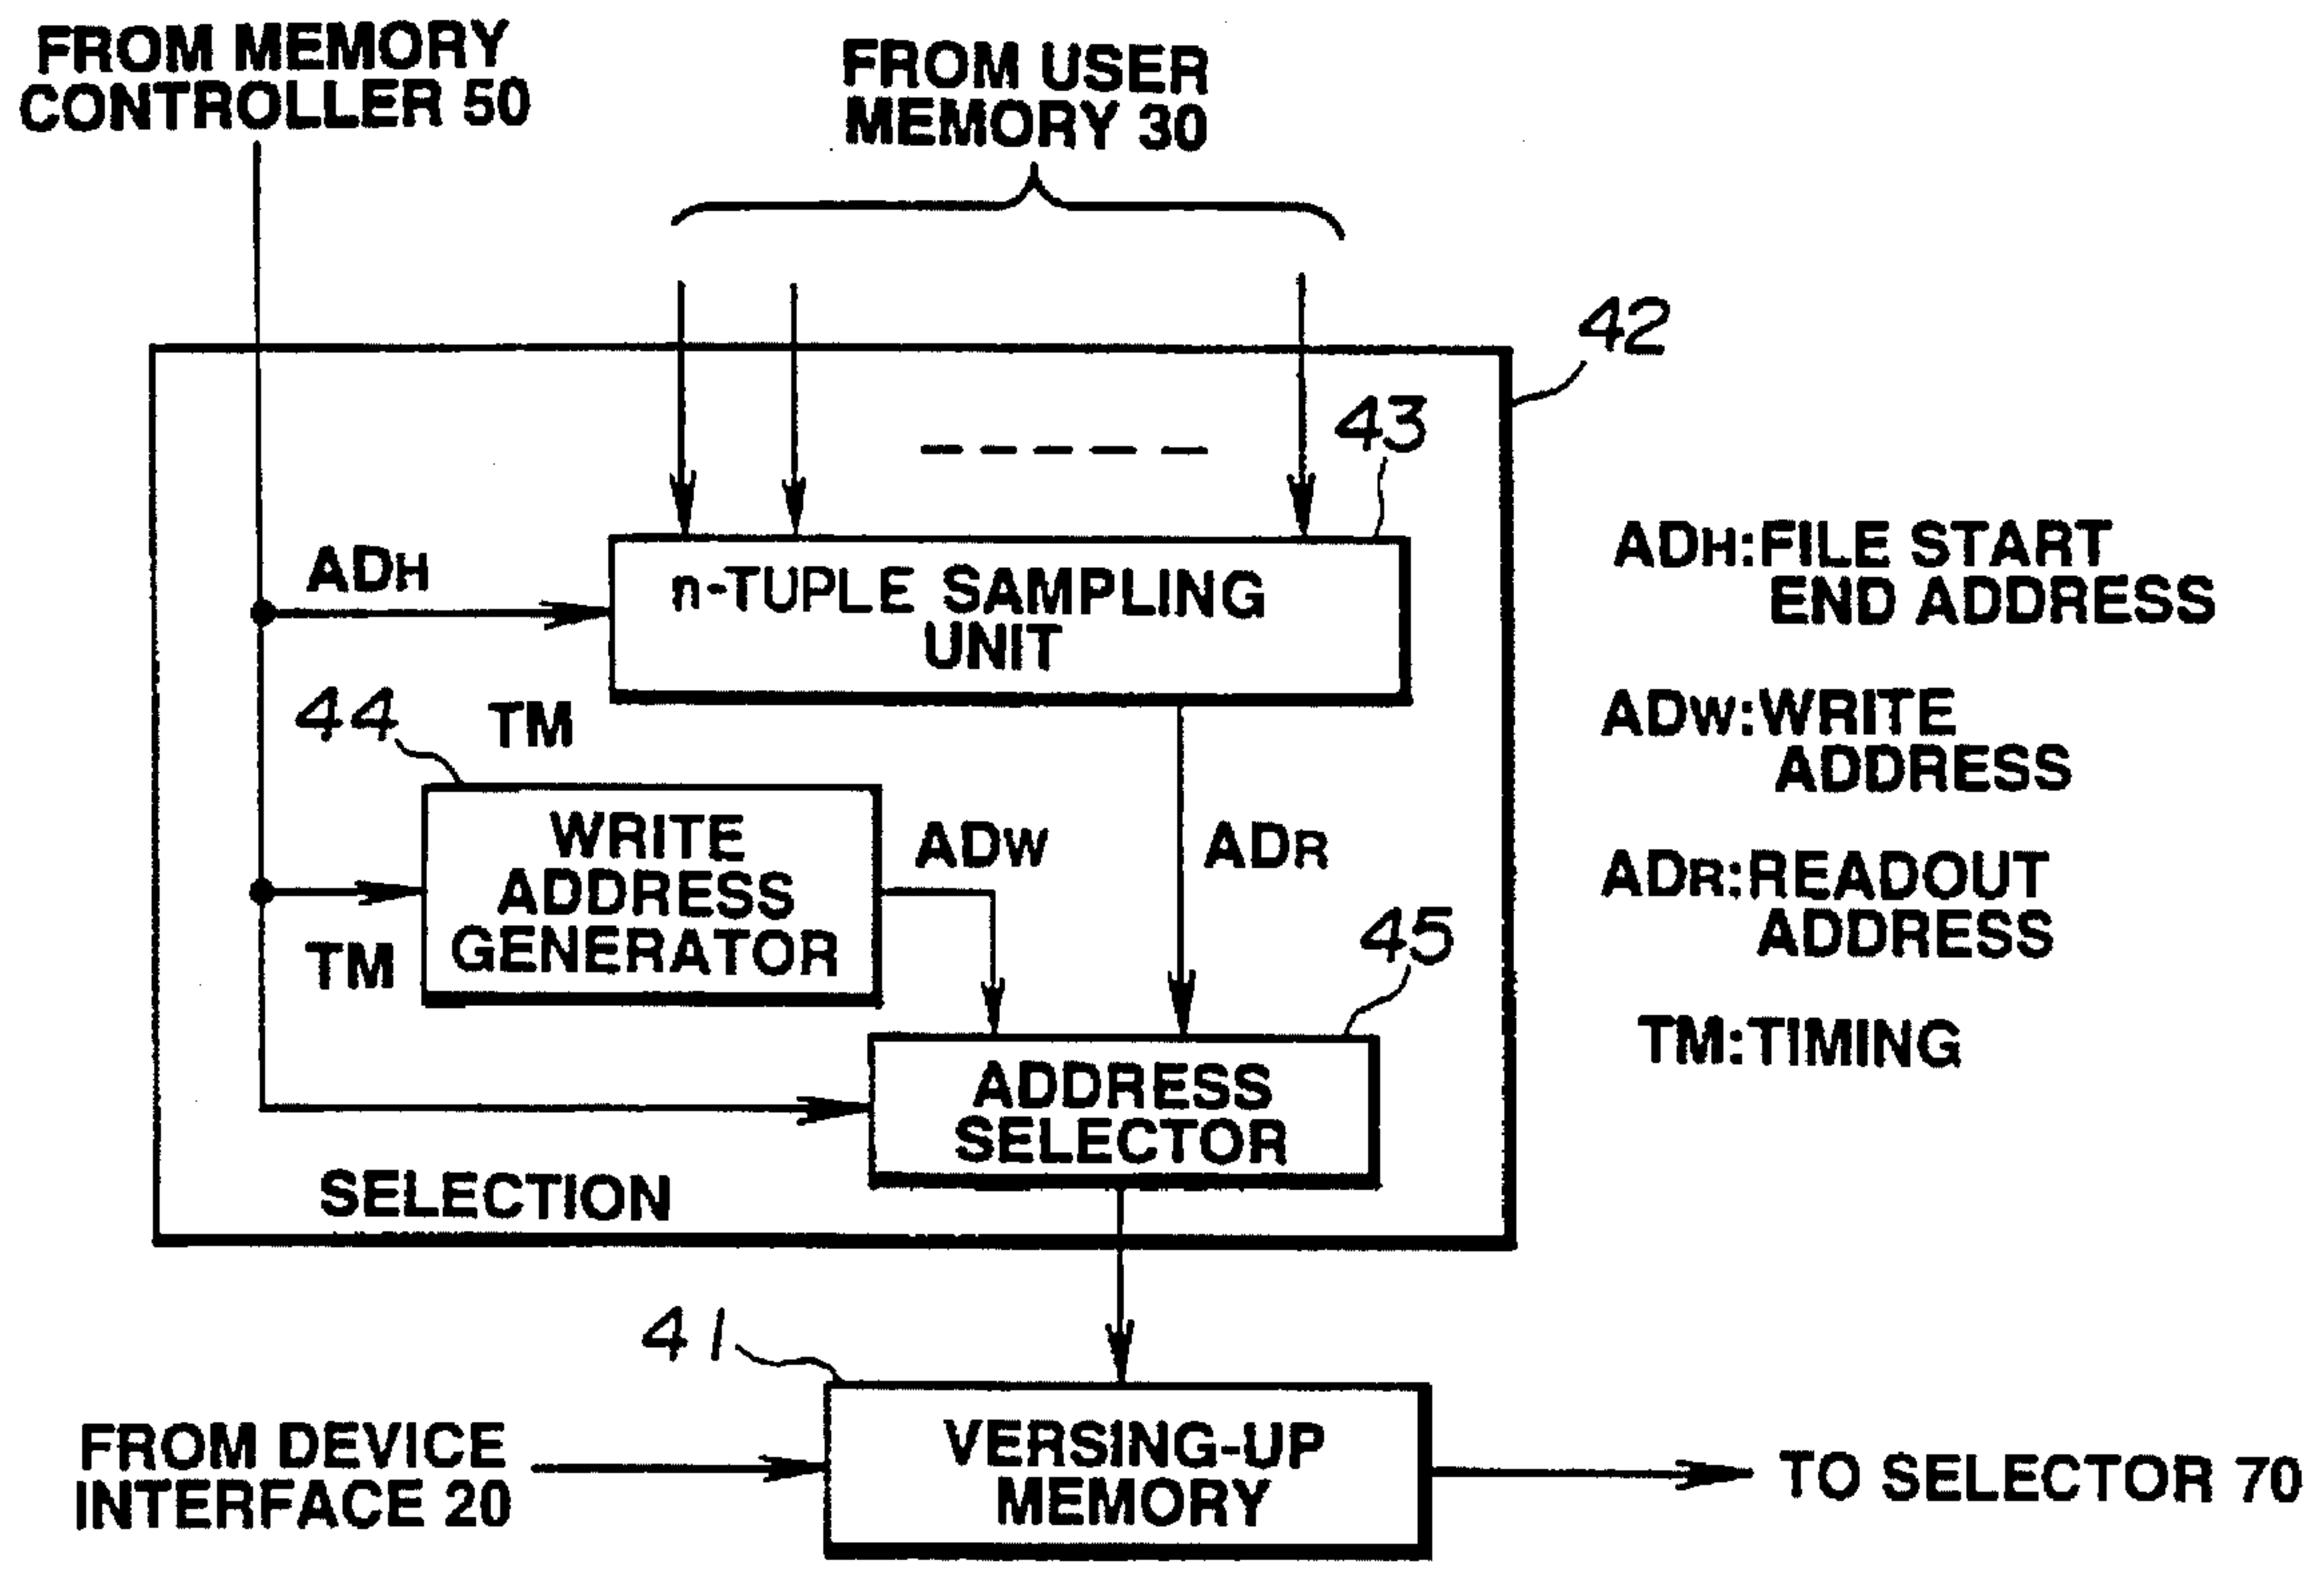 FROM MEMORY
CONTROLLER 50
FROM USER
MEMORY 30
42
43
ADH
n-TUPLE SAMPLING
UNIT
44
TM
WRITE
ADDRESS
GENERATOR
ADW
ADR
TM
45
ADDRESS
SELECTOR
SELECTION
ADH:FILE START
END ADDRESS
ADW:WRITE
ADDRESS
ADR:READOUT
ADDRESS
TM:TIMING
41
FROM DEVICE
INTERFACE 20
VERSING-UP
MEMORY
TO SELECTOR 70